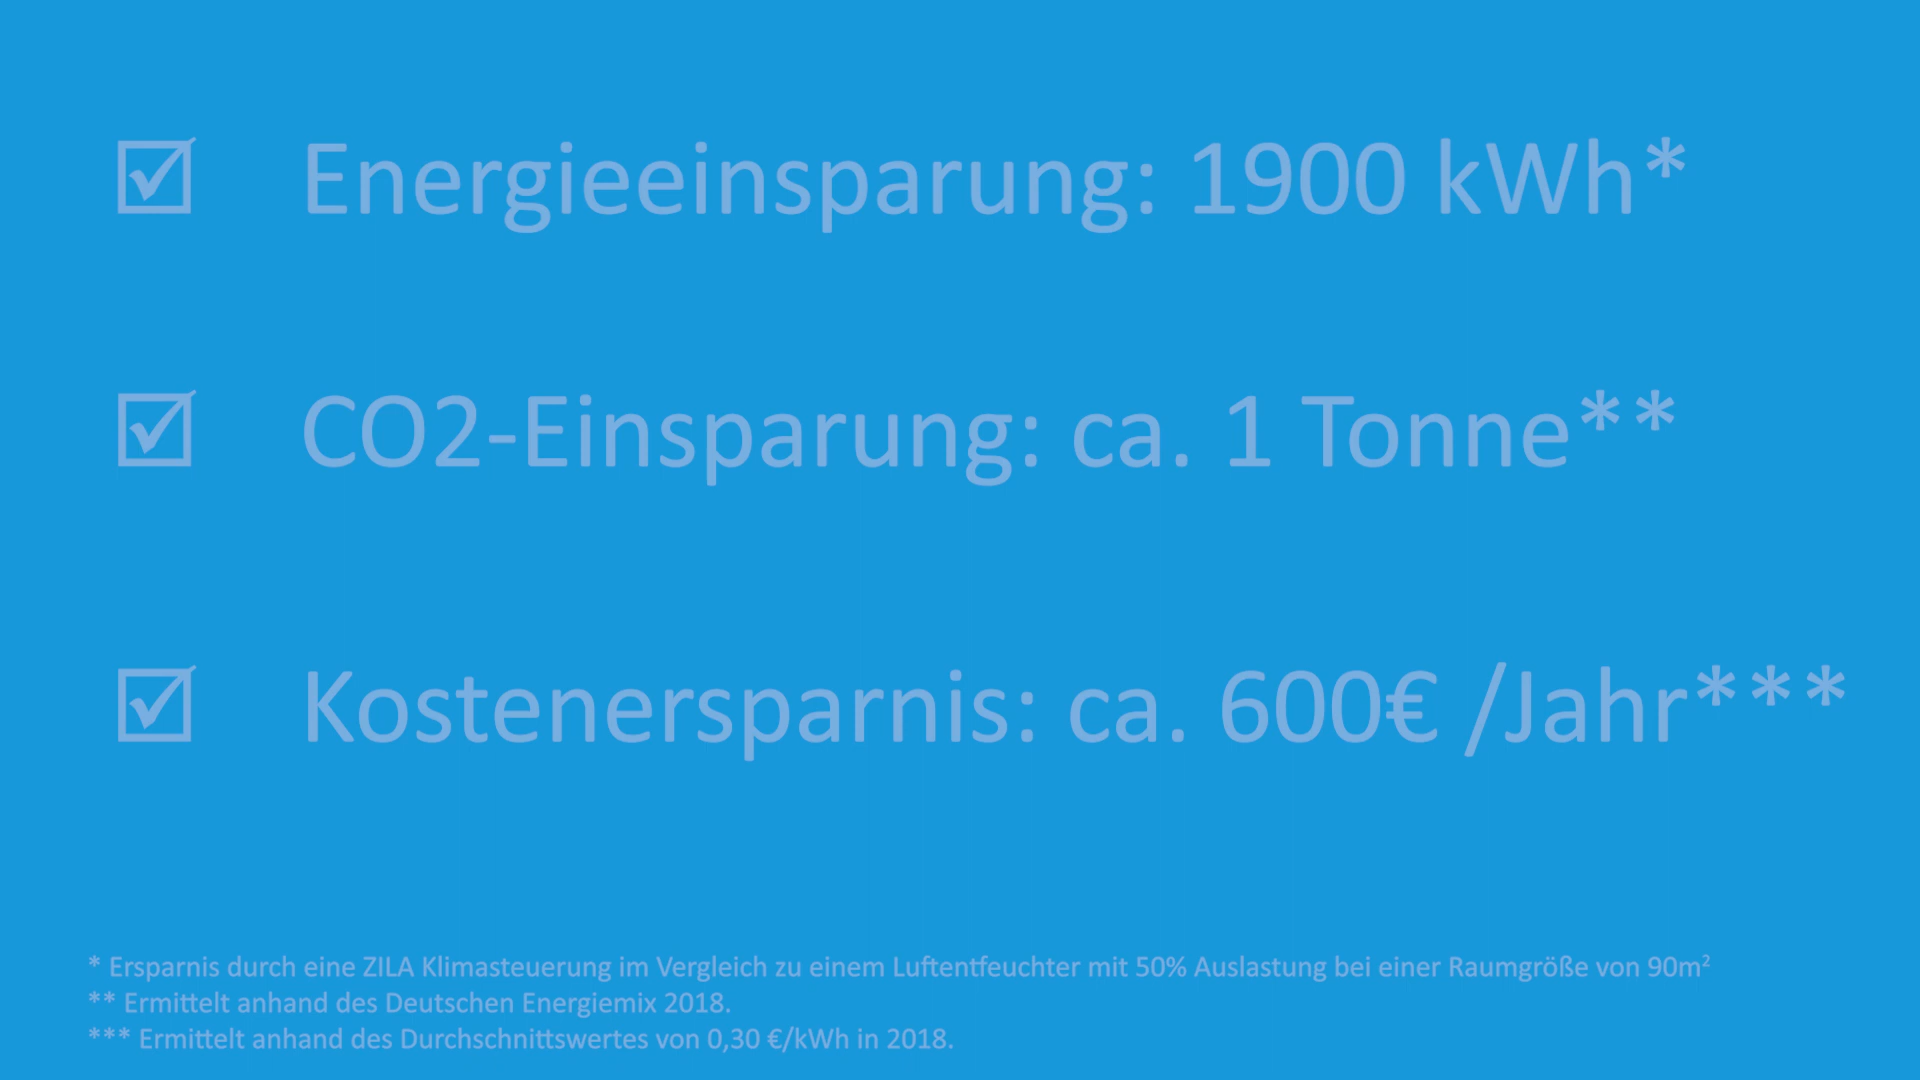 ☑ Energieeinsparung: 1900 kWh*
☑ CO2-Einsparung: ca. 1 Tonne**
☑ Kostenersparnis: ca. 600€ /Jahr***
* Ersparnis durch eine ZILA Klimasteuerung im Vergleich zu einem Luftentfeuchter mit 50% Auslastung bei einer Raumgröße von 90m²
** Ermittelt anhand des Deutschen Energiemix 2018.
*** Ermittelt anhand des Durchschnittswertes von 0,30 €/kWh in 2018.